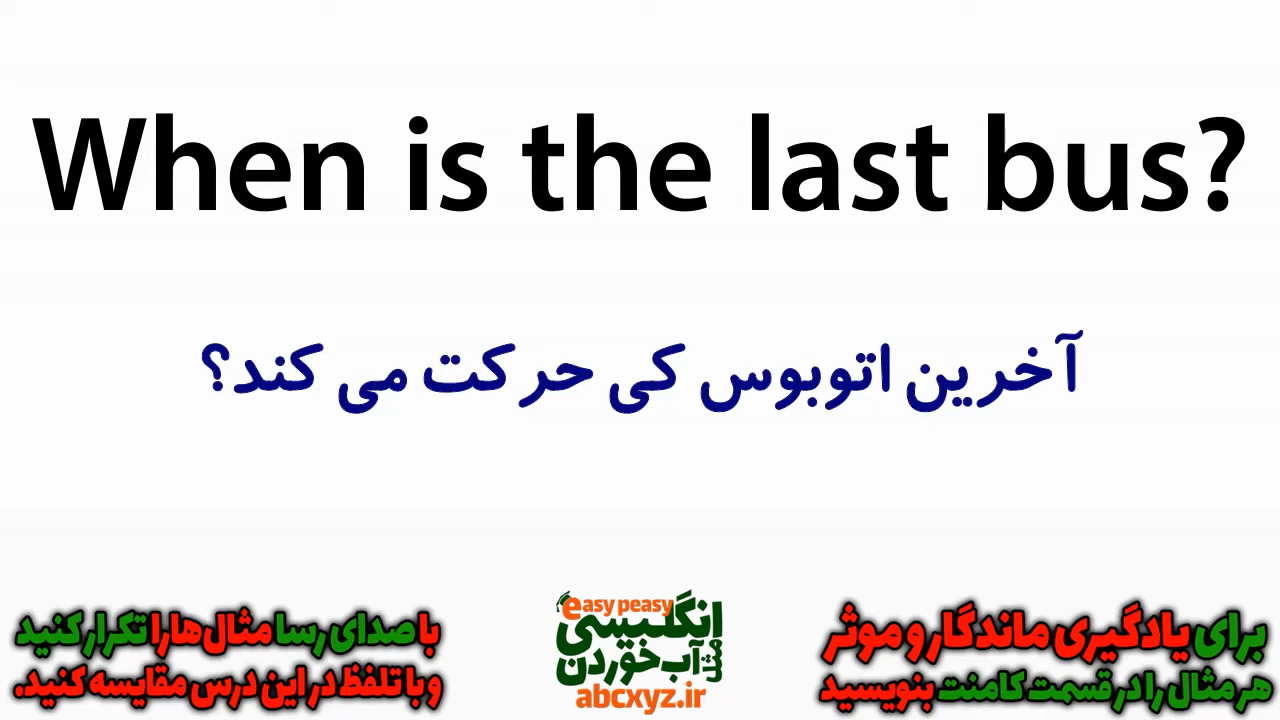 When is the last bus?
آخرین اتوبوس کی حرکت می کند؟
برای یادگیری ماندگار و موثر
هر مثال را در قسمت کامنت بنویسید
easy peasy
انگلیسی
مثل آب خوردن
abcxyz.ir
با صدای رسا مثال‌ها را تکرار کنید
و با تلفظ در این درس مقایسه کنید.